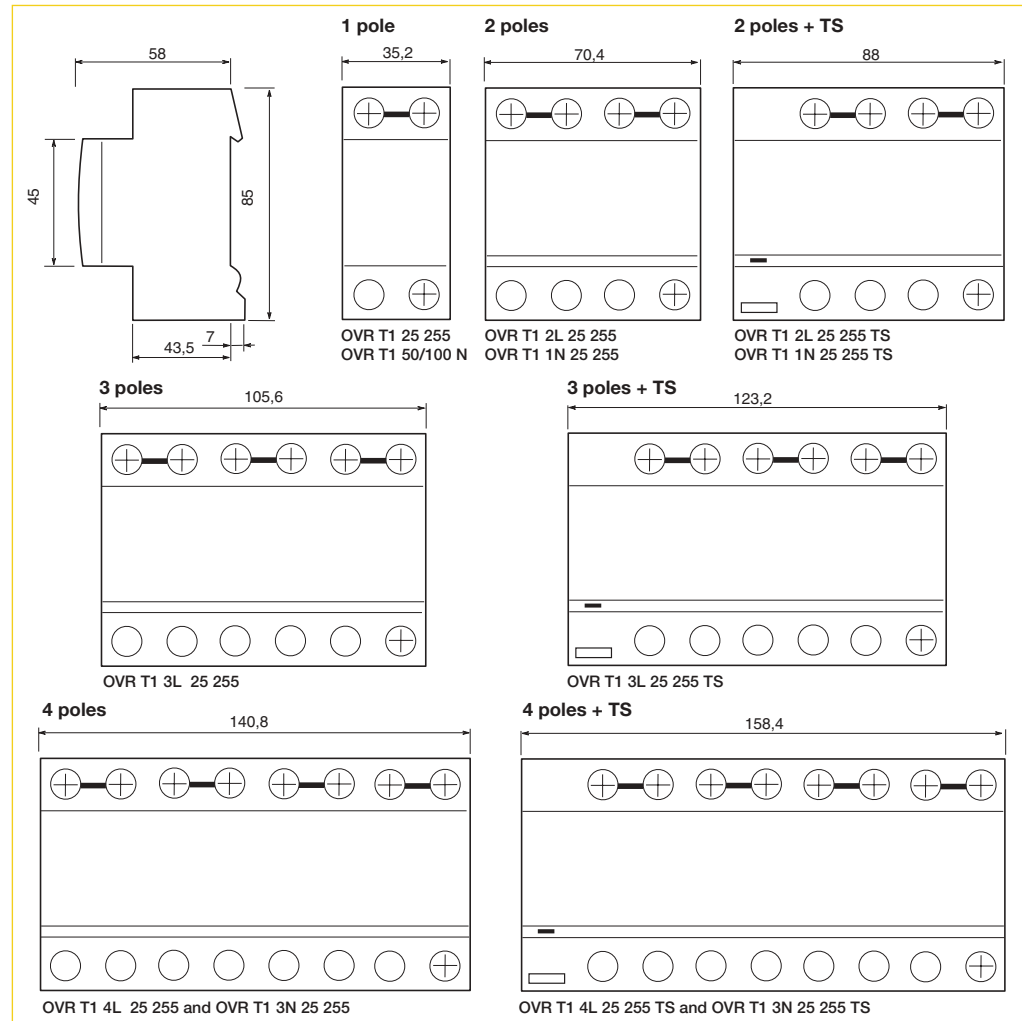 1 pole
2 poles
2 poles + TS
58
35,2
70,4
88
45
85
43,5
7
OVR T1 25 255
OVR T1 50/100 N
OVR T1 2L 25 255
OVR T1 1N 25 255
OVR T1 2L 25 255 TS
OVR T1 1N 25 255 TS
3 poles
105,6
3 poles + TS
123,2
OVR T1 3L 25 255
OVR T1 3L 25 255 TS
4 poles
140,8
4 poles + TS
158,4
OVR T1 4L 25 255 and OVR T1 3N 25 255
OVR T1 4L 25 255 TS and OVR T1 3N 25 255 TS